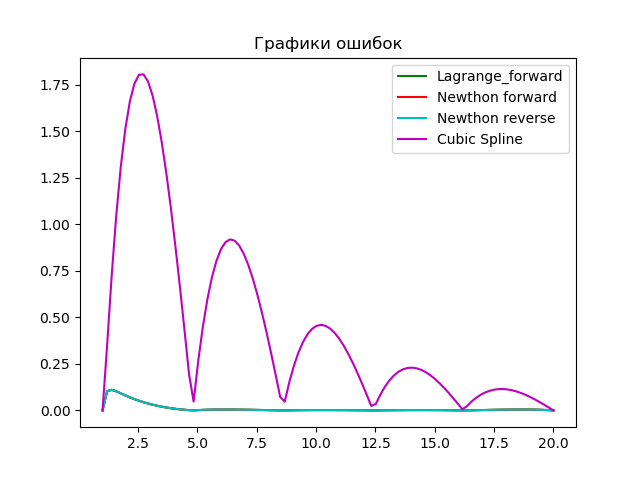 Графики ошибок
Lagrange_forward
Newthon forward
Newthon reverse
Cubic Spline
1.75
1.50
1.25
1.00
0.75
0.50
0.25
0.00
2.5 5.0 7.5 10.0 12.5 15.0 17.5 20.0